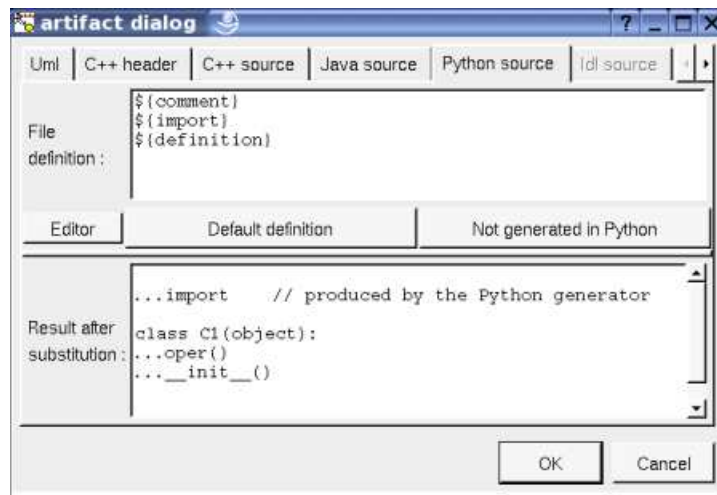 artifact dialog
Uml C++ header C++ source Java source Python source Idl source
File
definition :
${comment}
${import}
${definition}
Editor Default definition Not generated in Python
Result after
substitution :
...import // produced by the Python generator
class C1(object):
...oper()
...__init__()
OK Cancel